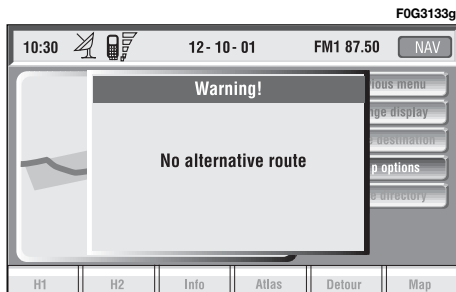 F0G3133g
10:30 12-10-01 FM1 87.50 NAV
Warning!
No alternative route
ious menu
nge display
destination
p options
directory
H1 H2 Info Atlas Detour Map